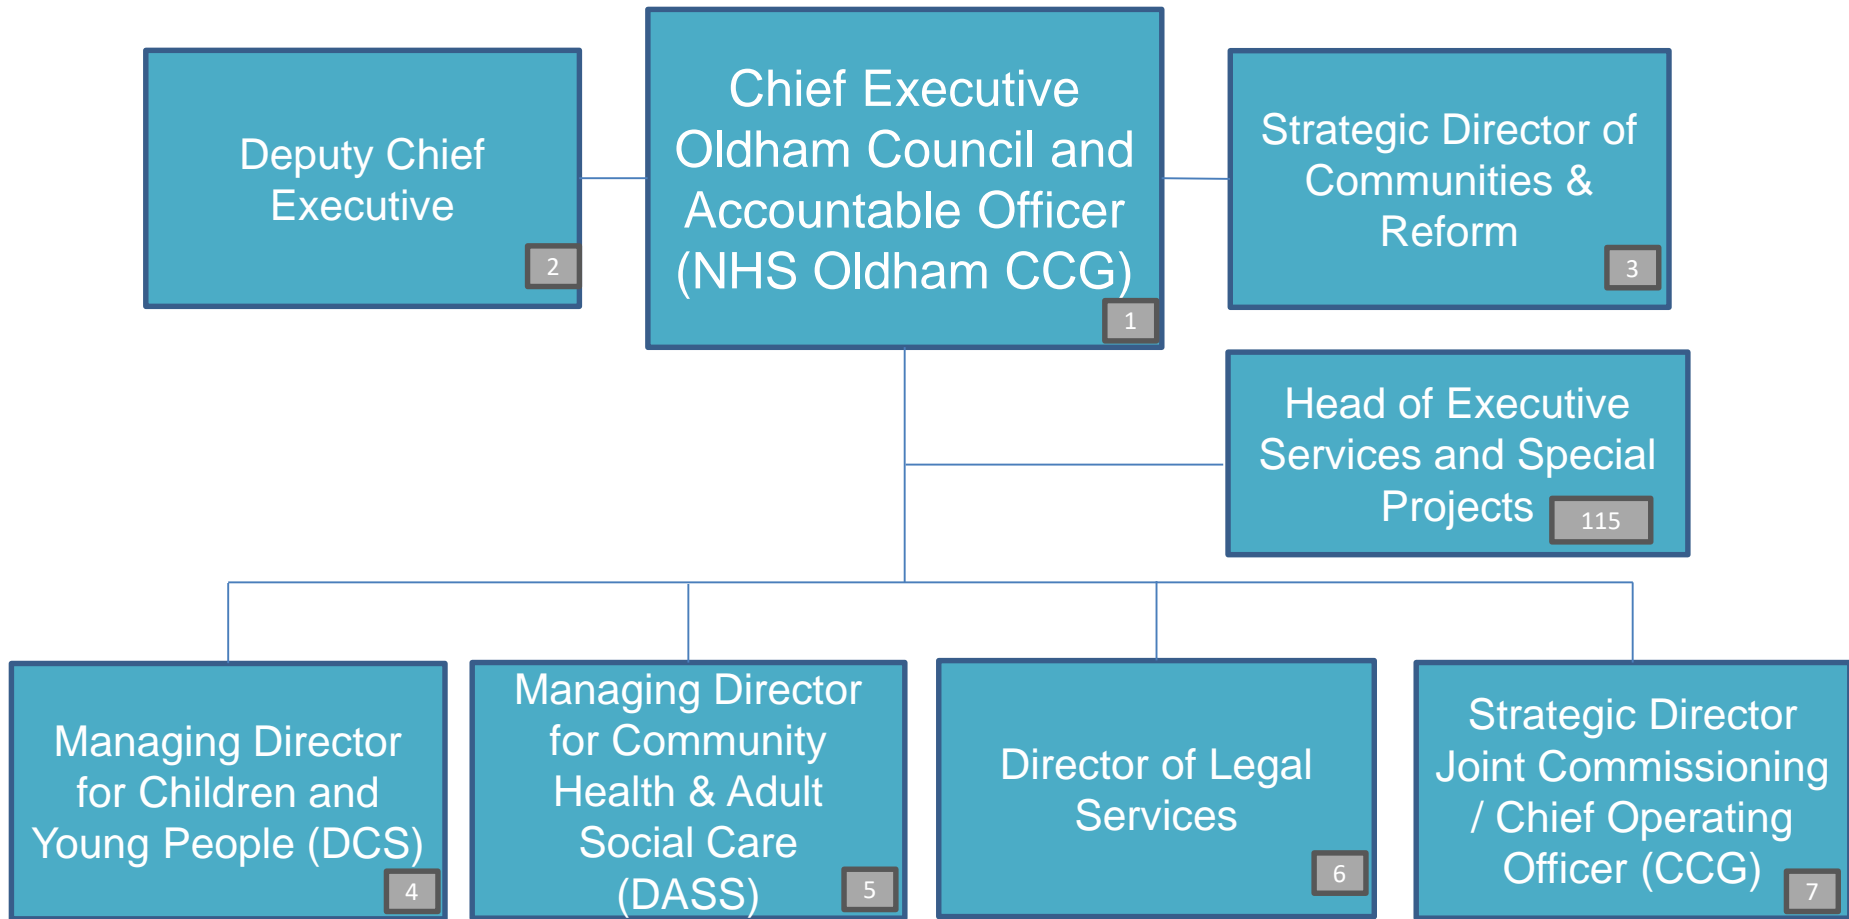 Deputy Chief
Executive
2
Chief Executive
Oldham Council and
Accountable Officer
(NHS Oldham CCG)
1
Strategic Director of
Communities &
Reform
3
Head of Executive
Services and Special
Projects
115
Managing Director
for Children and
Young People (DCS)
4
Managing Director
for Community
Health & Adult
Social Care
(DASS)
5
Director of Legal
Services
6
Strategic Director
Joint Commissioning
/ Chief Operating
Officer (CCG)
7